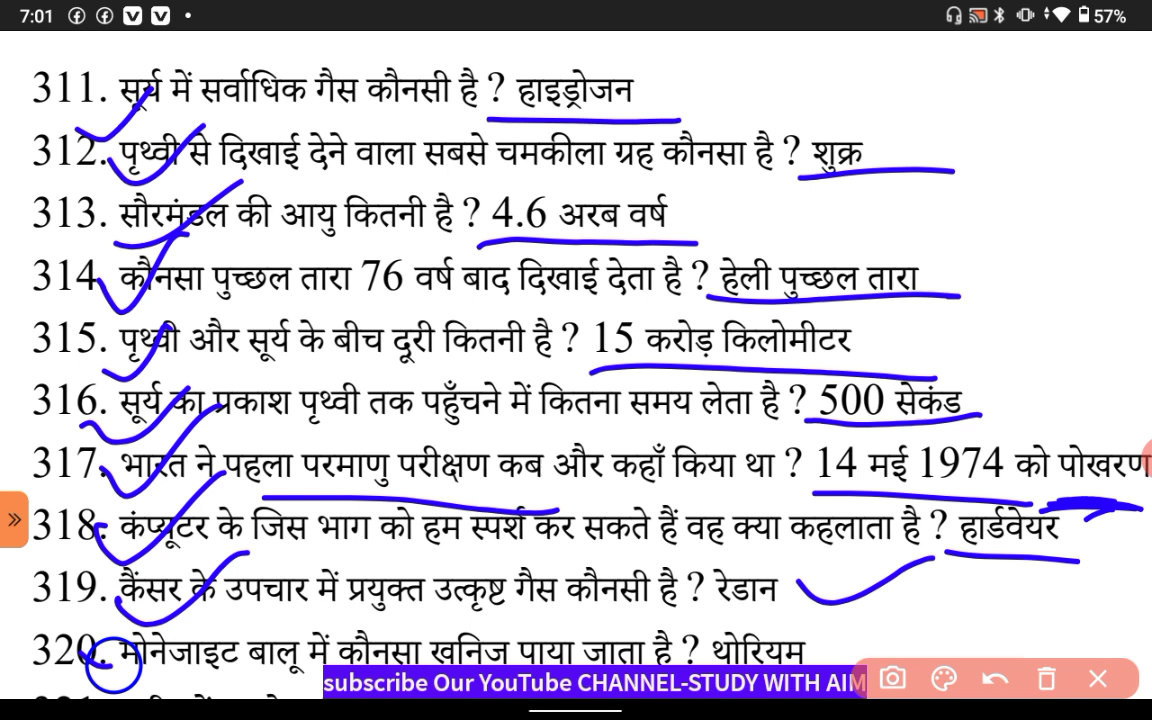 7:01
57%
311. सूर्य में सर्वाधिक गैस कौनसी है ? हाइड्रोजन
312. पृथ्वी से दिखाई देने वाला सबसे चमकीला ग्रह कौनसा है ? शुक्र
313. सौरमंडल की आयु कितनी है ? 4.6 अरब वर्ष
314. कौनसा पुच्छल तारा 76 वर्ष बाद दिखाई देता है ? हेली पुच्छल तारा
315. पृथ्वी और सूर्य के बीच दूरी कितनी है ? 15 करोड़ किलोमीटर
316. सूर्य का प्रकाश पृथ्वी तक पहुँचने में कितना समय लेता है ? 500 सेकंड
317. भारत ने पहला परमाणु परीक्षण कब और कहाँ किया था ? 14 मई 1974 को पोखरण
318. कंप्यूटर के जिस भाग को हम स्पर्श कर सकते हैं वह क्या कहलाता है ? हार्डवेयर
319. कैंसर के उपचार में प्रयुक्त उत्कृष्ट गैस कौनसी है ? रेडान
320. मोनेजाइट बालू में कौनसा खनिज पाया जाता है ? थोरियम
subscribe Our YouTube CHANNEL-STUDY WITH AIM